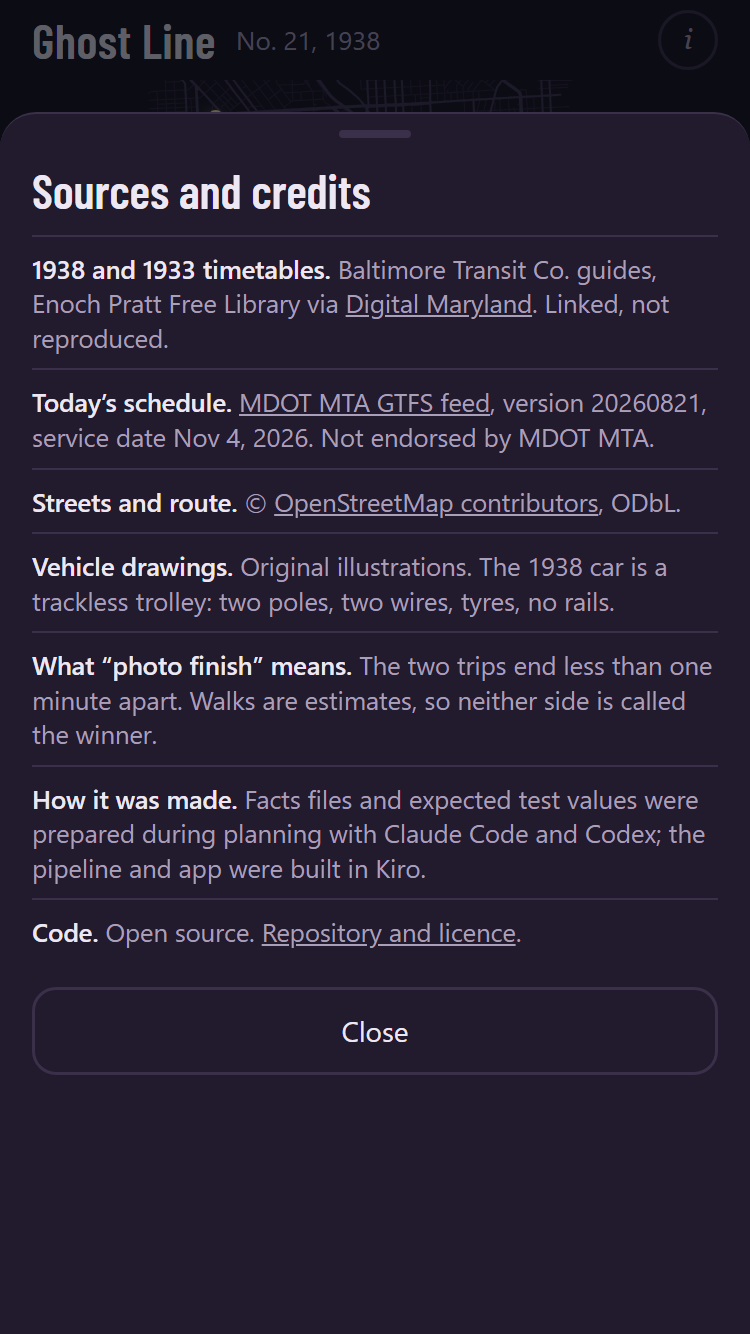 Ghost Line No. 21, 1938
i
Sources and credits
1938 and 1933 timetables. Baltimore Transit Co. guides,
Enoch Pratt Free Library via Digital Maryland. Linked, not
reproduced.
Today’s schedule. MDOT MTA GTFS feed, version 20260821,
service date Nov 4, 2026. Not endorsed by MDOT MTA.
Streets and route. © OpenStreetMap contributors, ODbL.
Vehicle drawings. Original illustrations. The 1938 car is a
trackless trolley: two poles, two wires, tyres, no rails.
What “photo finish” means. The two trips end less than one
minute apart. Walks are estimates, so neither side is called
the winner.
How it was made. Facts files and expected test values were
prepared during planning with Claude Code and Codex; the
pipeline and app were built in Kiro.
Code. Open source. Repository and licence.
Close